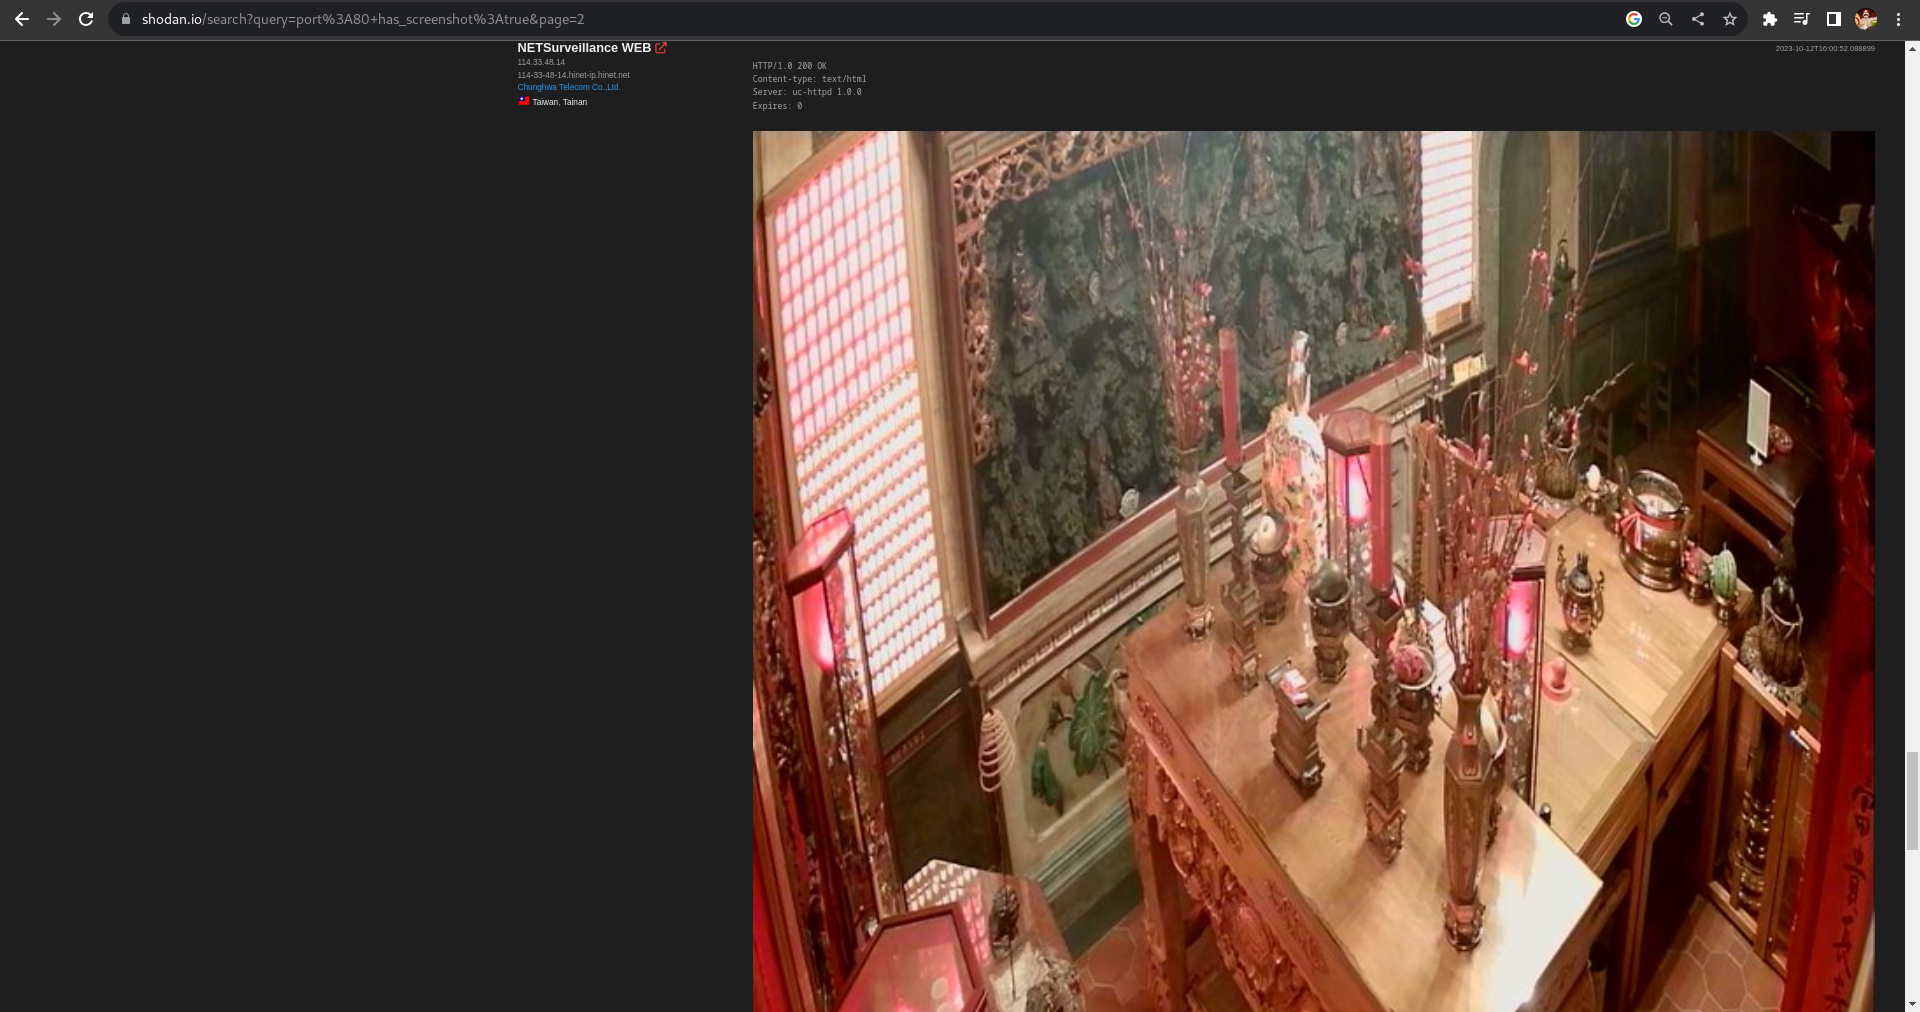 shodan.io/search?query=port%3A80+has_screenshot%3Atrue&page=2
NETSurveillance WEB
2023-10-12T16:00:52.088899
114.33.48.14
114-33-48-14.hinet-ip.hinet.net
Chunghwa Telecom Co.,Ltd.
Taiwan, Tainan
HTTP/1.0 200 OK
Content-type: text/html
Server: uc-httpd 1.0.0
Expires: 0